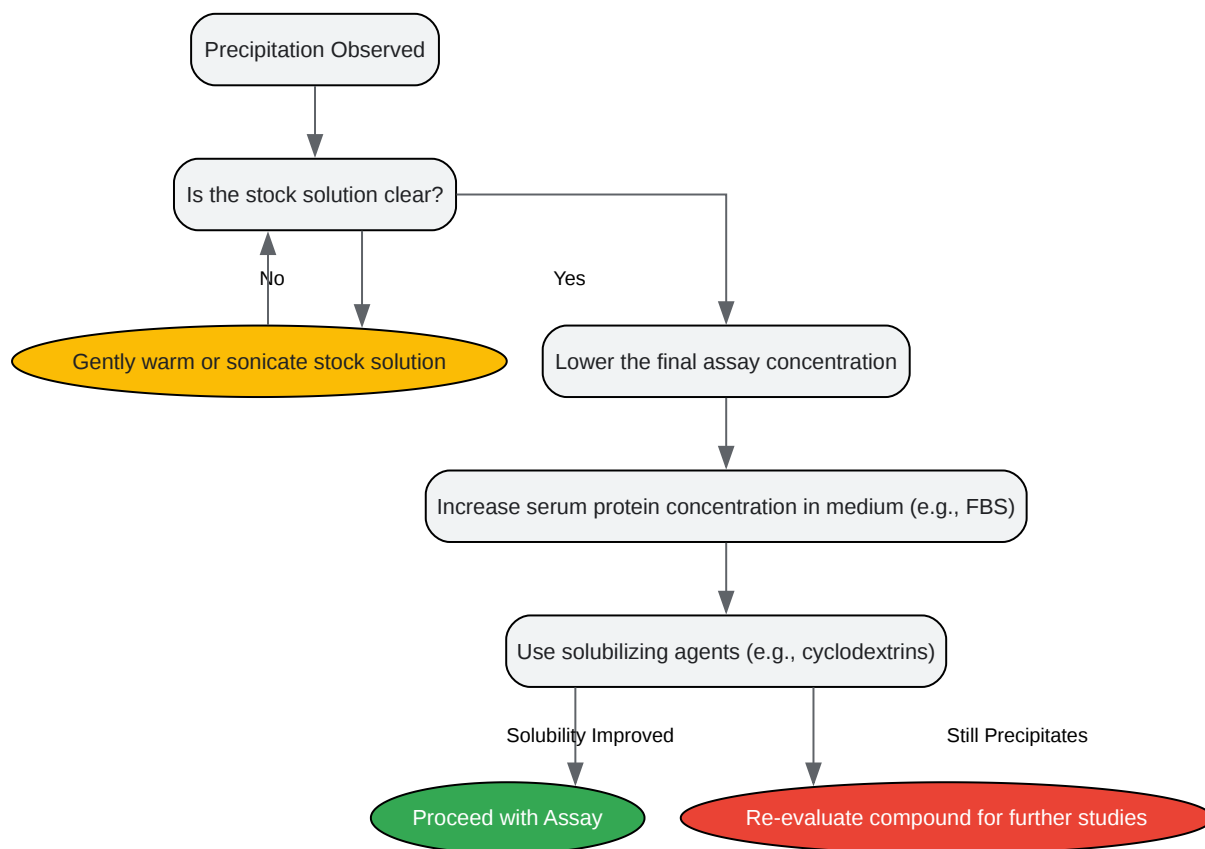 Precipitation Observed
Is the stock solution clear?
No
Yes
Gently warm or sonicate stock solution
Lower the final assay concentration
Increase serum protein concentration in medium (e.g., FBS)
Use solubilizing agents (e.g., cyclodextrins)
Solubility Improved
Still Precipitates
Proceed with Assay
Re-evaluate compound for further studies